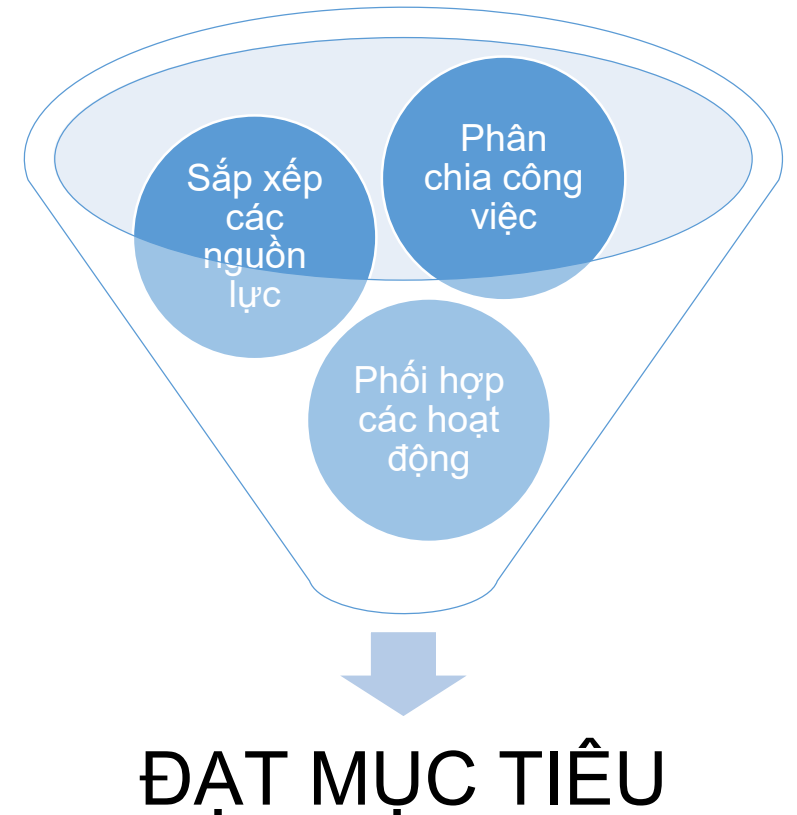 Phân
chia công
việc
Sắp xếp
các
nguồn
lực
Phối hợp
các hoạt
động
ĐẠT MỤC TIÊU